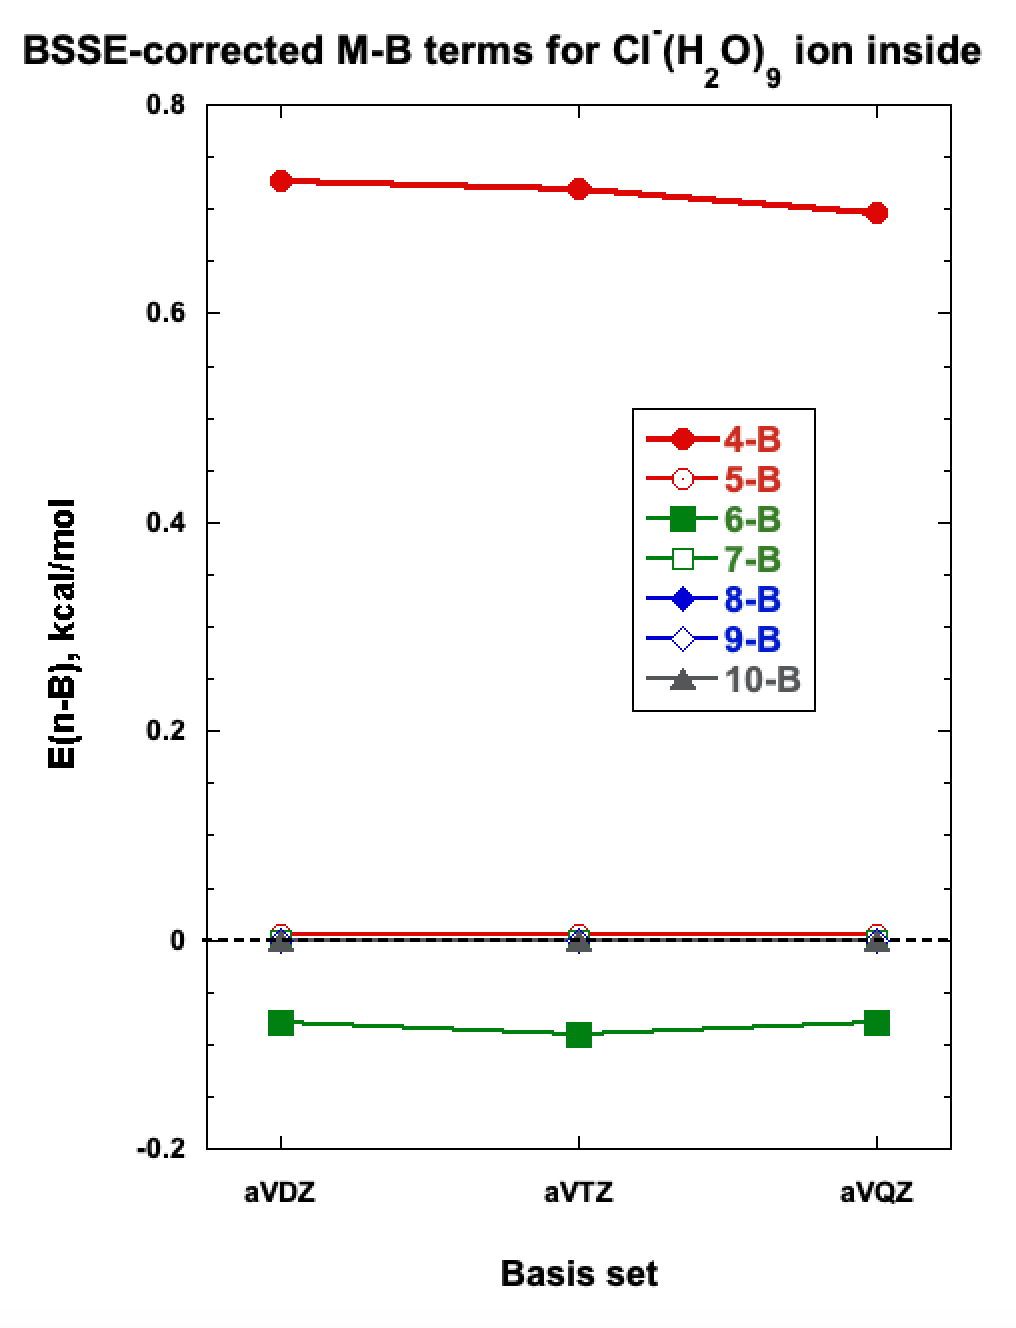 BSSE-corrected M-B terms for Cl⁻(H₂O)₉ ion inside
0.8
0.6
0.4
0.2
0
-0.2
E(n-B), kcal/mol
4-B
5-B
6-B
7-B
8-B
9-B
10-B
aVDZ aVTZ aVQZ
Basis set